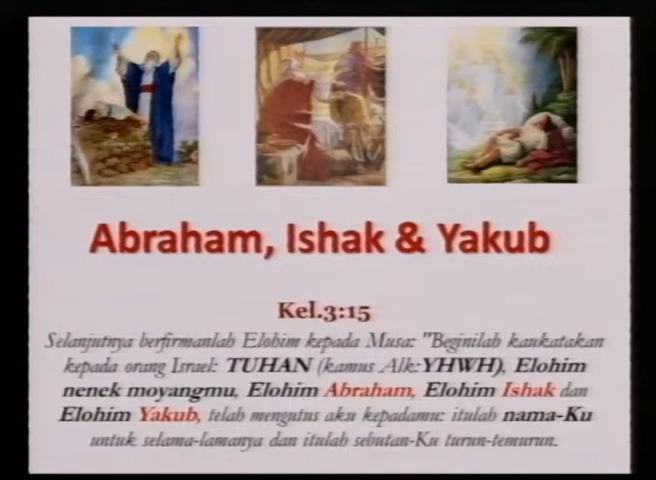 Abraham, Ishak & Yakub
Kel.3:15
Selanjutnya berfirmanlah Elohim kepada Musa: "Beginilah kaukatakan
kepada orang Israel: TUHAN (kamus Alk:YHWH), Elohim
nenek moyangmu, Elohim Abraham, Elohim Ishak dan
Elohim Yakub, telah mengutus aku kepadamu: itulah nama-Ku
untuk selama-lamanya dan itulah sebutan-Ku turun-temurun.